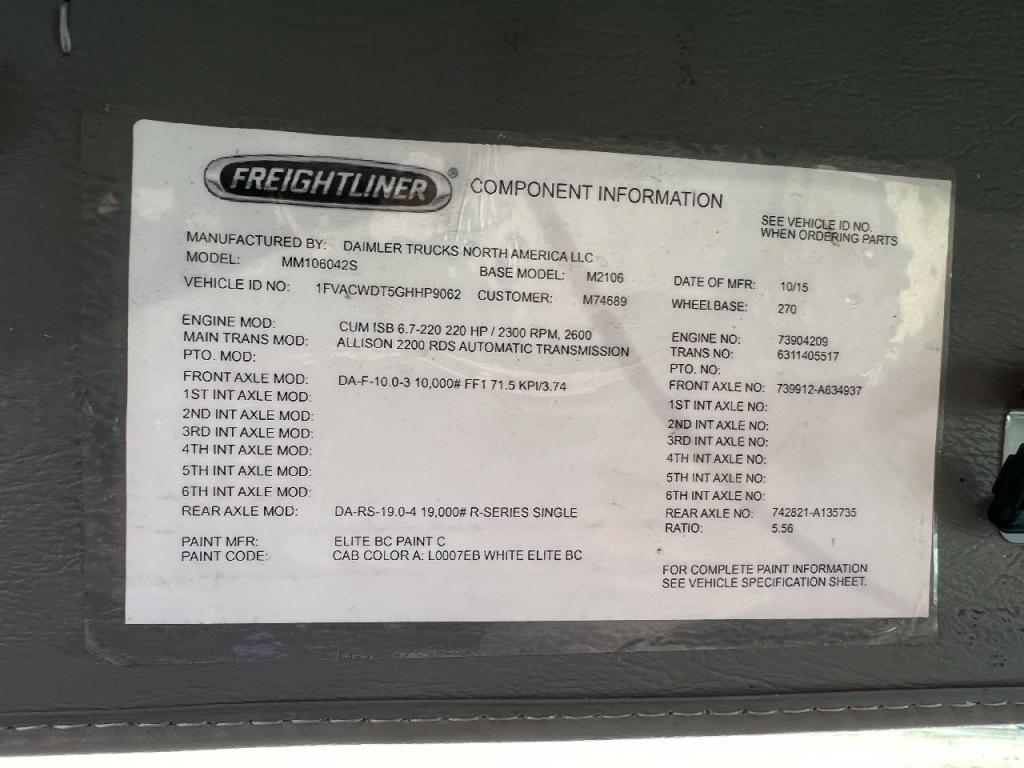 FREIGHTLINER® COMPONENT INFORMATION
SEE VEHICLE ID NO.
WHEN ORDERING PARTS
MANUFACTURED BY: DAIMLER TRUCKS NORTH AMERICA LLC
MODEL: MM106042S BASE MODEL: M2106 DATE OF MFR: 10/15
VEHICLE ID NO: 1FVACWDT5GHHP9062 CUSTOMER: M74689 WHEELBASE: 270
ENGINE MOD: CUM ISB 6.7-220 220 HP / 2300 RPM, 2600 ENGINE NO: 73904209
MAIN TRANS MOD: ALLISON 2200 RDS AUTOMATIC TRANSMISSION TRANS NO: 6311405517
PTO. MOD: PTO. NO:
FRONT AXLE MOD: DA-F-10.0-3 10,000# FF1 71.5 KPI/3.74 FRONT AXLE NO: 739912-A634937
1ST INT AXLE MOD: 1ST INT AXLE NO:
2ND INT AXLE MOD: 2ND INT AXLE NO:
3RD INT AXLE MOD: 3RD INT AXLE NO:
4TH INT AXLE MOD: 4TH INT AXLE NO:
5TH INT AXLE MOD: 5TH INT AXLE NO:
6TH INT AXLE MOD: 6TH INT AXLE NO:
REAR AXLE MOD: DA-RS-19.0-4 19,000# R-SERIES SINGLE REAR AXLE NO: 742821-A135735
RATIO: 5.56
PAINT MFR: ELITE BC PAINT C
PAINT CODE: CAB COLOR A: L0007EB WHITE ELITE BC
FOR COMPLETE PAINT INFORMATION
SEE VEHICLE SPECIFICATION SHEET.